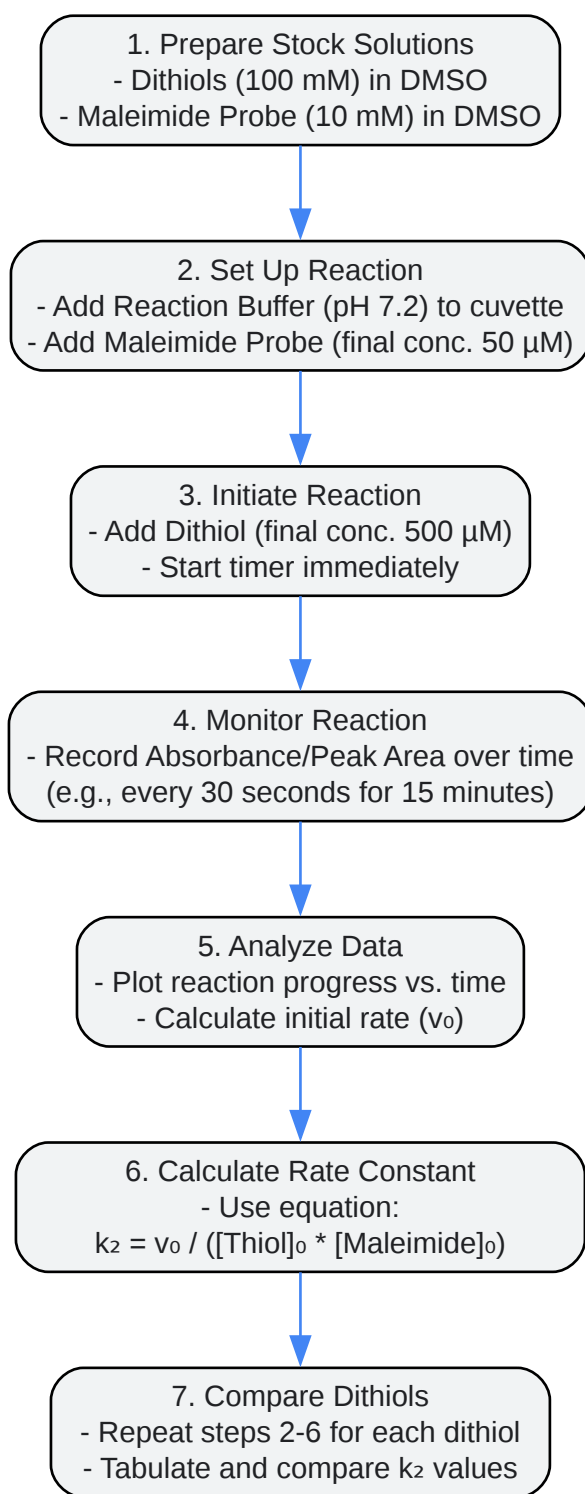 1. Prepare Stock Solutions
- Dithiols (100 mM) in DMSO
- Maleimide Probe (10 mM) in DMSO
2. Set Up Reaction
- Add Reaction Buffer (pH 7.2) to cuvette
- Add Maleimide Probe (final conc. 50 µM)
3. Initiate Reaction
- Add Dithiol (final conc. 500 µM)
- Start timer immediately
4. Monitor Reaction
- Record Absorbance/Peak Area over time
(e.g., every 30 seconds for 15 minutes)
5. Analyze Data
- Plot reaction progress vs. time
- Calculate initial rate (v₀)
6. Calculate Rate Constant
- Use equation:
k₂ = v₀ / ([Thiol]₀ * [Maleimide]₀)
7. Compare Dithiols
- Repeat steps 2-6 for each dithiol
- Tabulate and compare k₂ values